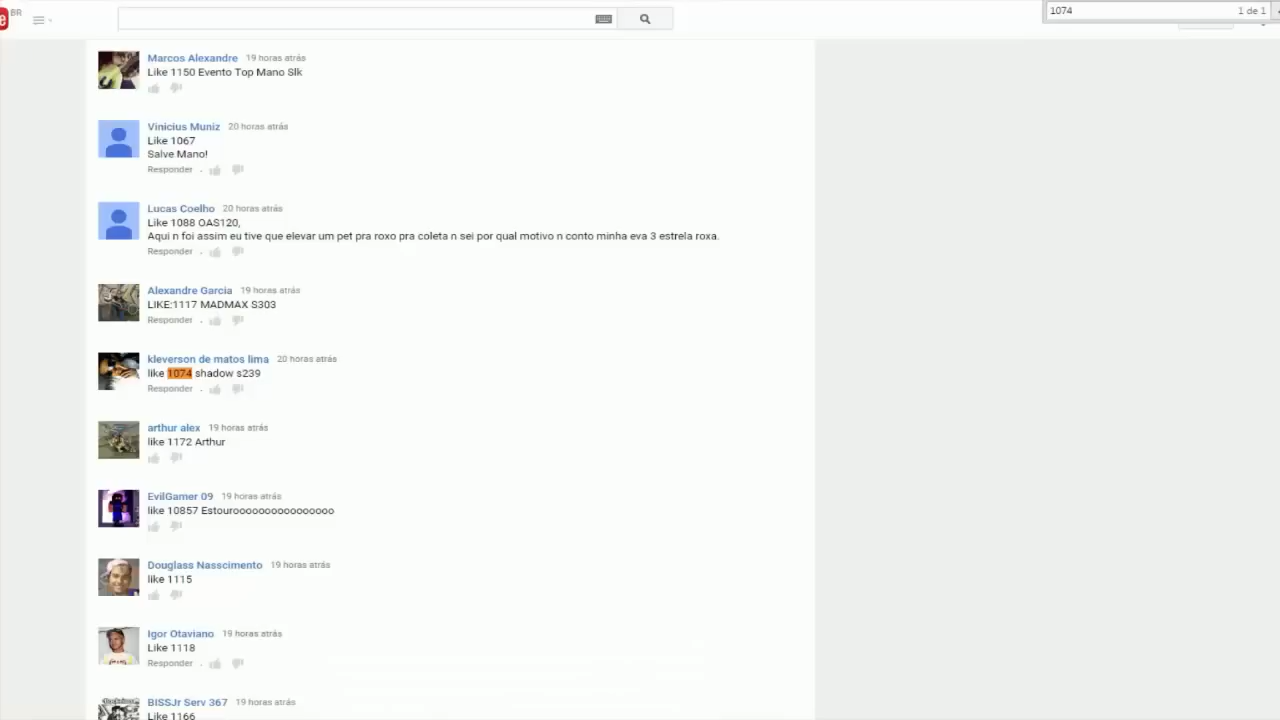 e BR
1074 1 de 1
Marcos Alexandre 19 horas atrás
Like 1150 Evento Top Mano Slk
Vinicius Muniz 20 horas atrás
Like 1067
Salve Mano!
Responder
Lucas Coelho 20 horas atrás
Like 1088 OAS120,
Aqui n foi assim eu tive que elevar um pet pra roxo pra coleta n sei por qual motivo n conto minha eva 3 estrela roxa.
Responder
Alexandre Garcia 19 horas atrás
LIKE:1117 MADMAX S303
Responder
kleverson de matos lima 20 horas atrás
like 1074 shadow s239
Responder
arthur alex 19 horas atrás
like 1172 Arthur
EvilGamer 09 19 horas atrás
like 10857 Estourooooooooooooooooo
Douglass Nasscimento 19 horas atrás
like 1115
Igor Otaviano 19 horas atrás
Like 1118
Responder
BISSJr Serv 367 19 horas atrás
Like 1166